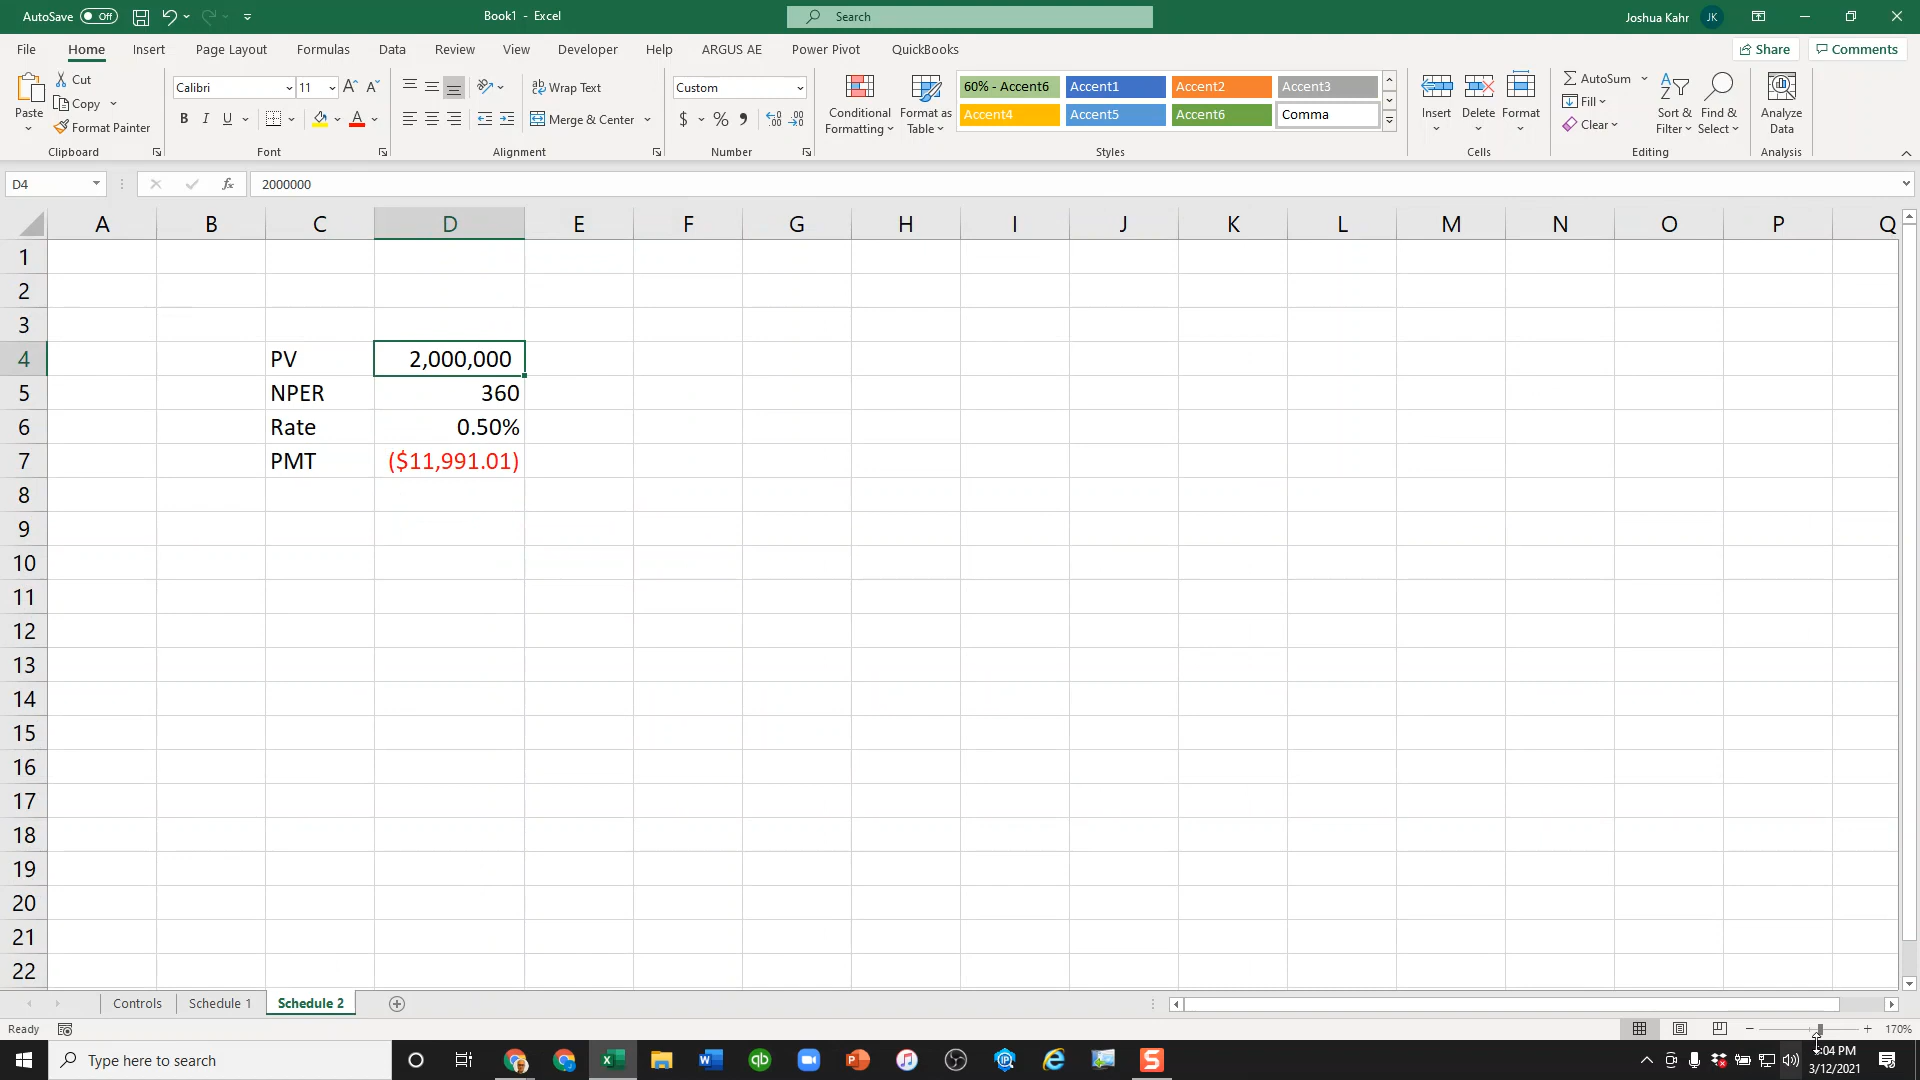 AutoSave Off Book1 - Excel Search Joshua Kahr JK
File Home Insert Page Layout Formulas Data Review View Developer Help ARGUS AE Power Pivot QuickBooks Share Comments
Paste Cut Copy Format Painter
Calibri 11 B I U A
Wrap Text Merge & Center
Custom $ % 9
Conditional Formatting Format as Table
60% - Accent6 Accent1 Accent2 Accent3
Accent4 Accent5 Accent6 Comma
Insert Delete Format
AutoSum Fill Clear
Sort & Filter Find & Select
Analyze Data
Clipboard Font Alignment Number Styles Cells Editing Analysis
D4 fx 2000000
A B C D E F G H I J K L M N O P Q
1
2
3
4 PV 2,000,000
5 NPER 360
6 Rate 0.50%
7 PMT ($11,991.01)
8
9
10
11
12
13
14
15
16
17
18
19
20
21
22
Controls Schedule 1 Schedule 2
Ready 170%
Type here to search
:04 PM
3/12/2021